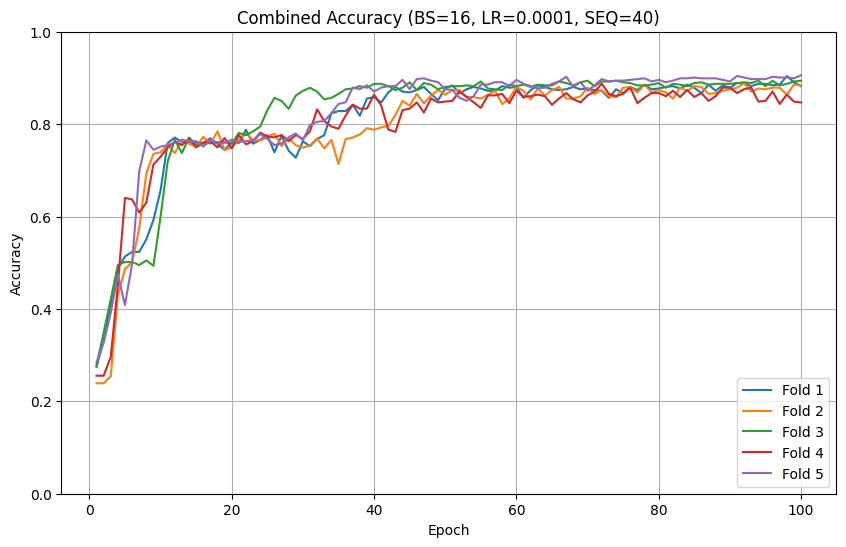 Combined Accuracy (BS=16, LR=0.0001, SEQ=40)
1.0
0.8
0.6
0.4
0.2
0.0
Accuracy
0 20 40 60 80 100
Epoch
Fold 1
Fold 2
Fold 3
Fold 4
Fold 5